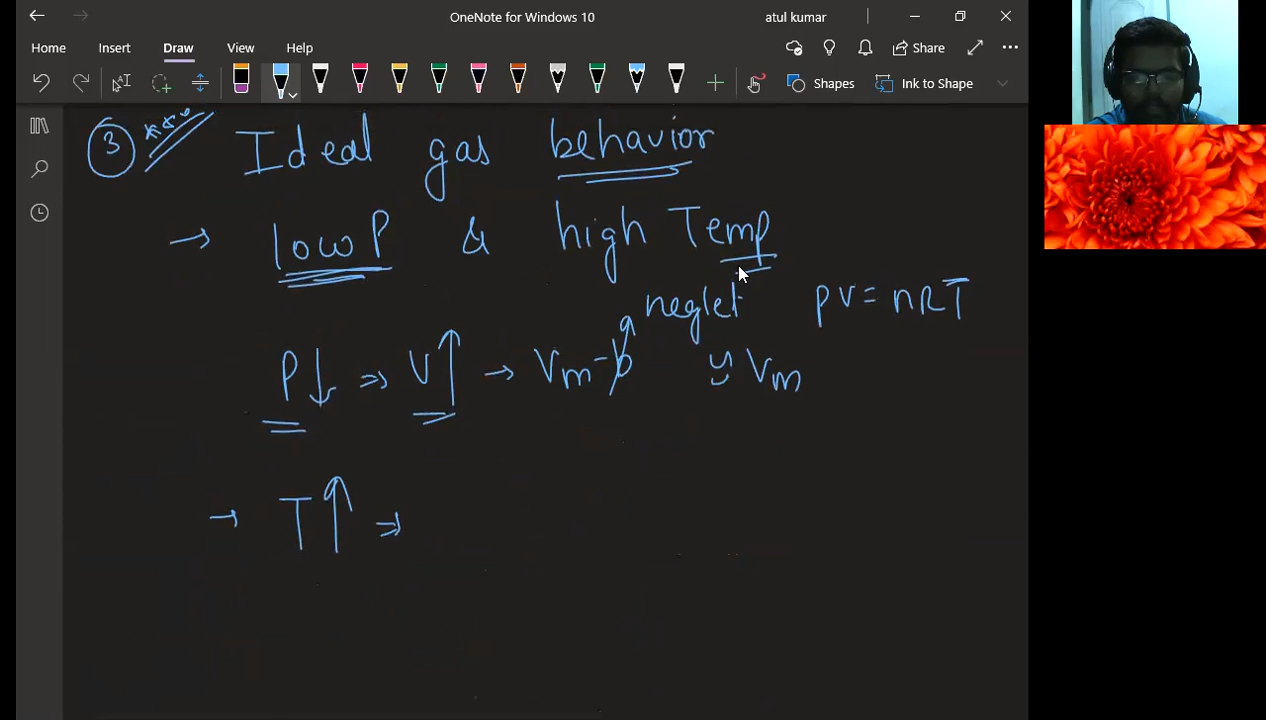 OneNote for Windows 10
atul kumar
Home Insert Draw View Help
Share
Shapes
Ink to Shape
3 *** Ideal gas behavior
→ low P & high Temp
neglet PV = nRT
P↓ ⇒ V↑ → Vm - b ≈ Vm
→ T↑ ⇒